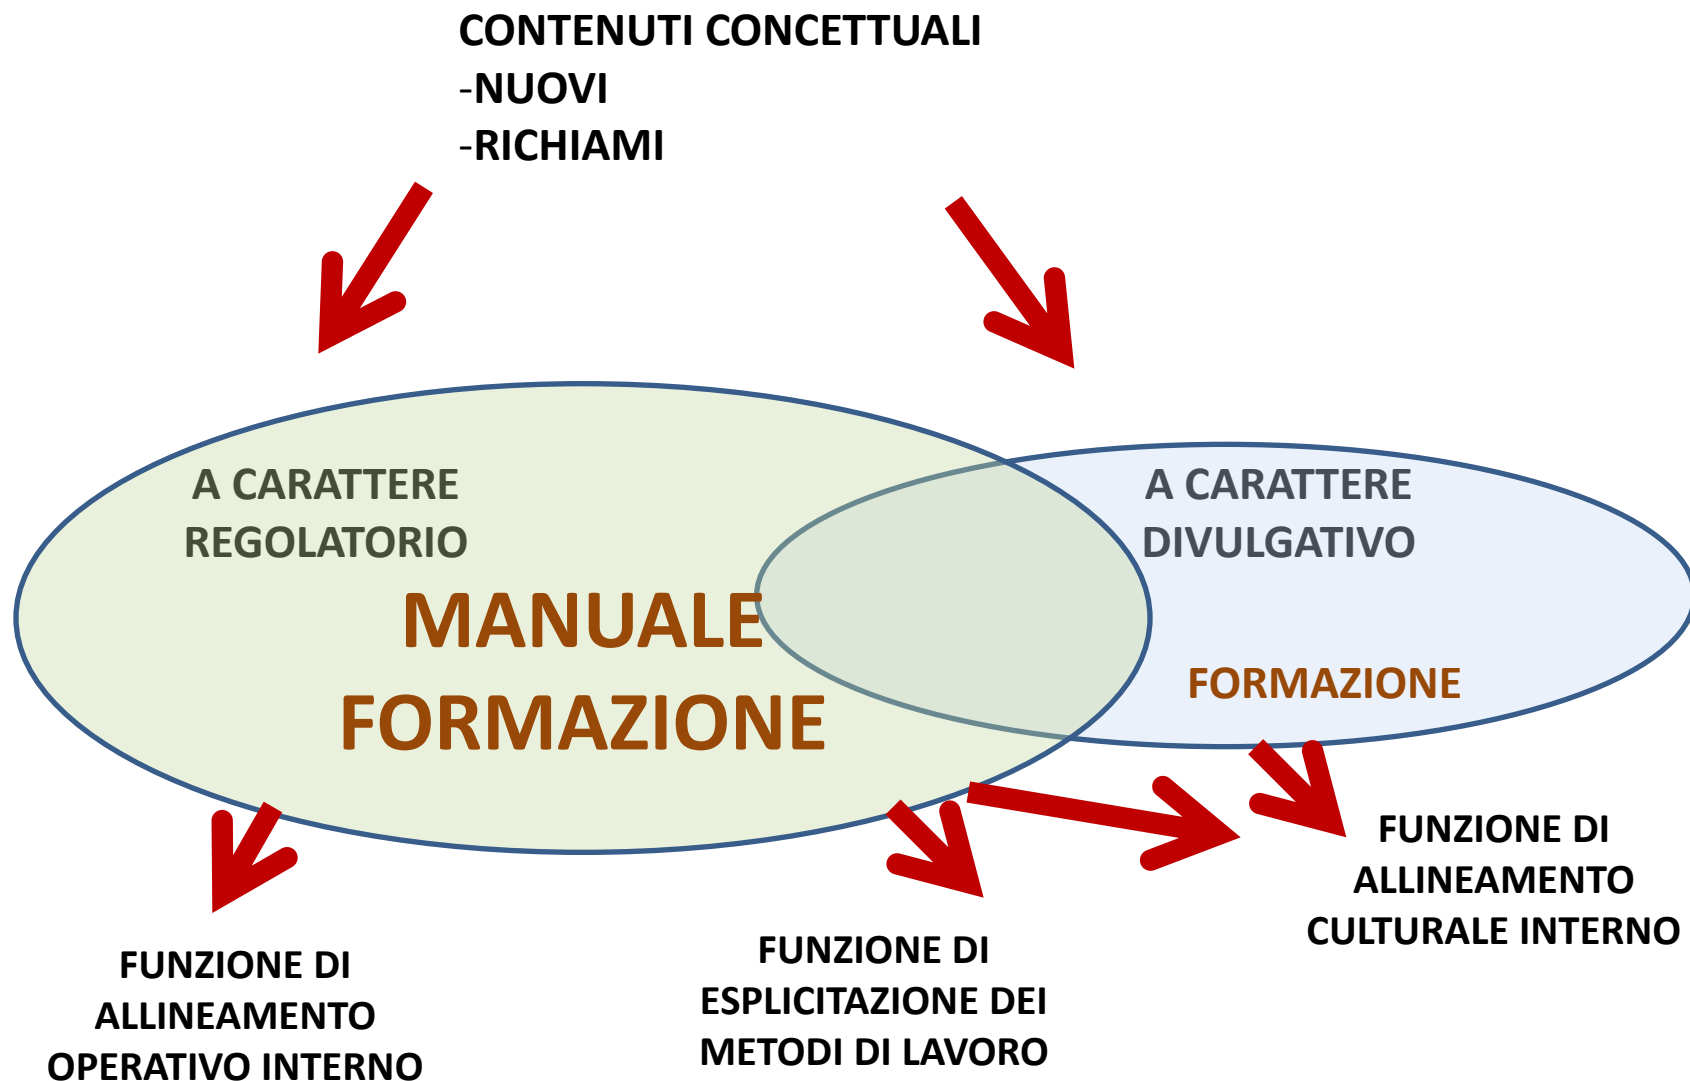 CONTENUTI CONCETTUALI
-NUOVI
-RICHIAMI
A CARATTERE
REGOLATORIO
A CARATTERE
DIVULGATIVO
MANUALE
FORMAZIONE
FORMAZIONE
FUNZIONE DI
ALLINEAMENTO
OPERATIVO INTERNO
FUNZIONE DI
ESPLICITAZIONE DEI
METODI DI LAVORO
FUNZIONE DI
ALLINEAMENTO
CULTURALE INTERNO